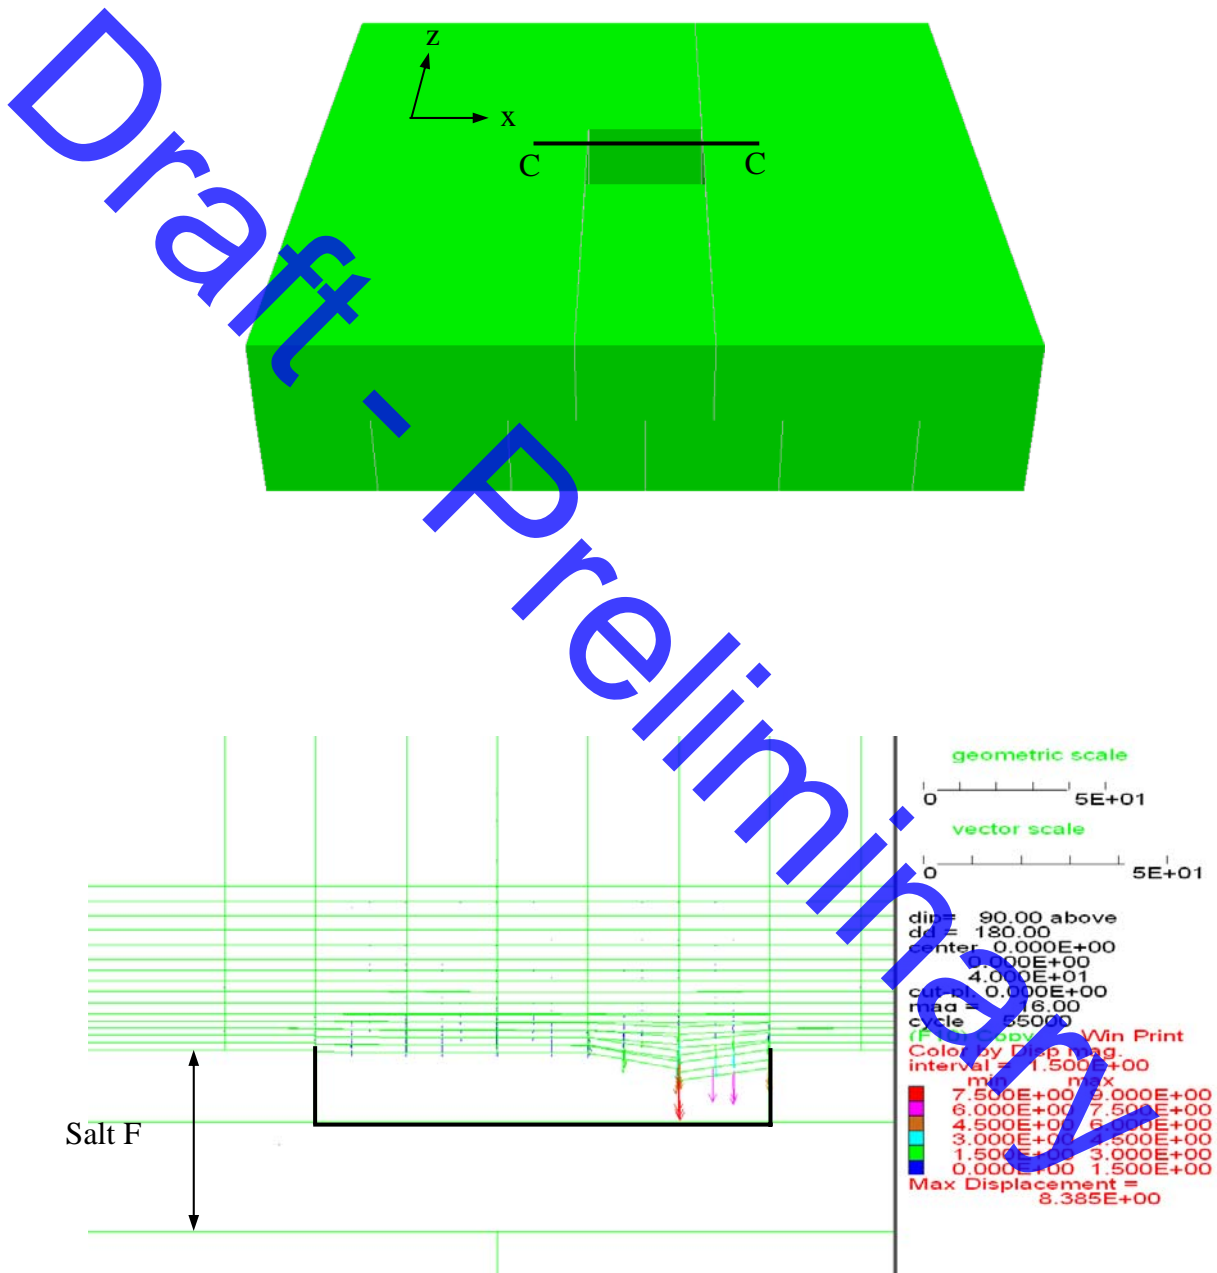 Draft - Preliminary
z
x
C C
geometric scale
0 5E+01
vector scale
0 5E+01
dip= 90.00 above
dd = 180.00
center 0.000E+00
0.000E+00
4.000E+01
cut-pl. 0.000E+00
mag = 16.00
cycle 55000
Win Print
Color by Disp mag.
interval = 1.500E+00
min max
7.500E+00 9.000E+00
6.000E+00 7.500E+00
4.500E+00 6.000E+00
3.000E+00 4.500E+00
1.500E+00 3.000E+00
0.000E+00 1.500E+00
Max Displacement =
8.385E+00
Salt F